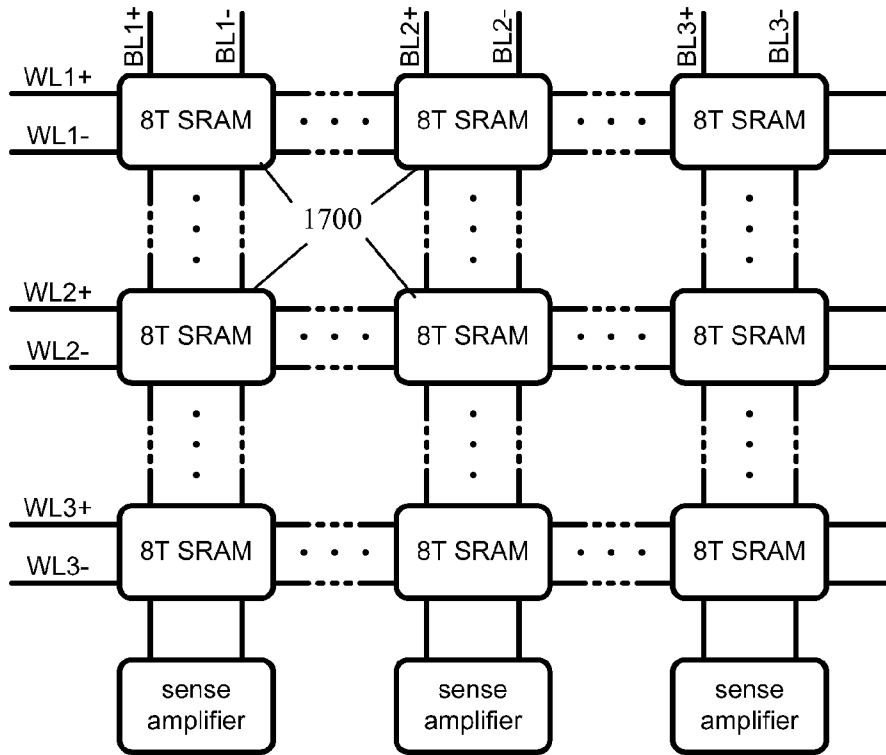 BL1+
BL1-
BL2+
BL2-
BL3+
BL3-
WL1+
8T SRAM
8T SRAM
8T SRAM
WL1-
1700
WL2+
8T SRAM
8T SRAM
8T SRAM
WL2-
WL3+
8T SRAM
8T SRAM
8T SRAM
WL3-
sense
amplifier
sense
amplifier
sense
amplifier